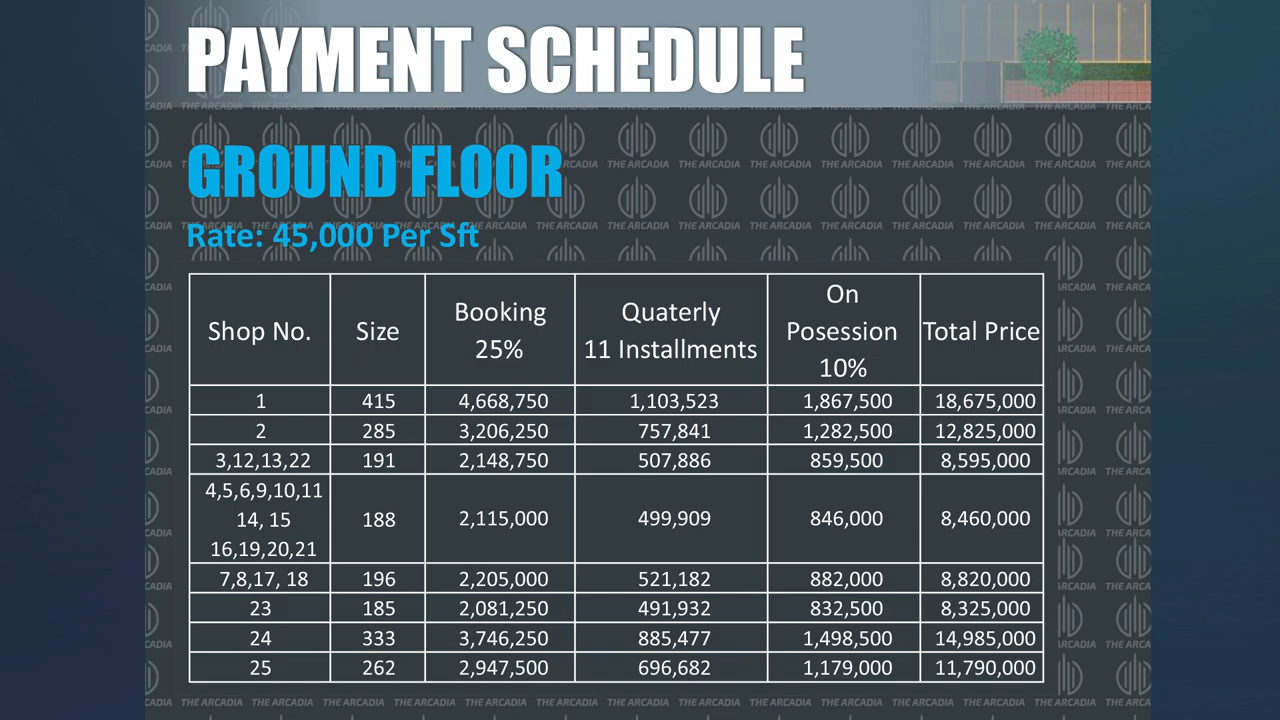 PAYMENT SCHEDULE
GROUND FLOOR
Rate: 45,000 Per Sft
Shop No. Size Booking 25% Quaterly 11 Installments On Posession 10% Total Price
1 415 4,668,750 1,103,523 1,867,500 18,675,000
2 285 3,206,250 757,841 1,282,500 12,825,000
3,12,13,22 191 2,148,750 507,886 859,500 8,595,000
4,5,6,9,10,11
14, 15
16,19,20,21
188 2,115,000 499,909 846,000 8,460,000
7,8,17, 18 196 2,205,000 521,182 882,000 8,820,000
23 185 2,081,250 491,932 832,500 8,325,000
24 333 3,746,250 885,477 1,498,500 14,985,000
25 262 2,947,500 696,682 1,179,000 11,790,000
THE ARCADIA